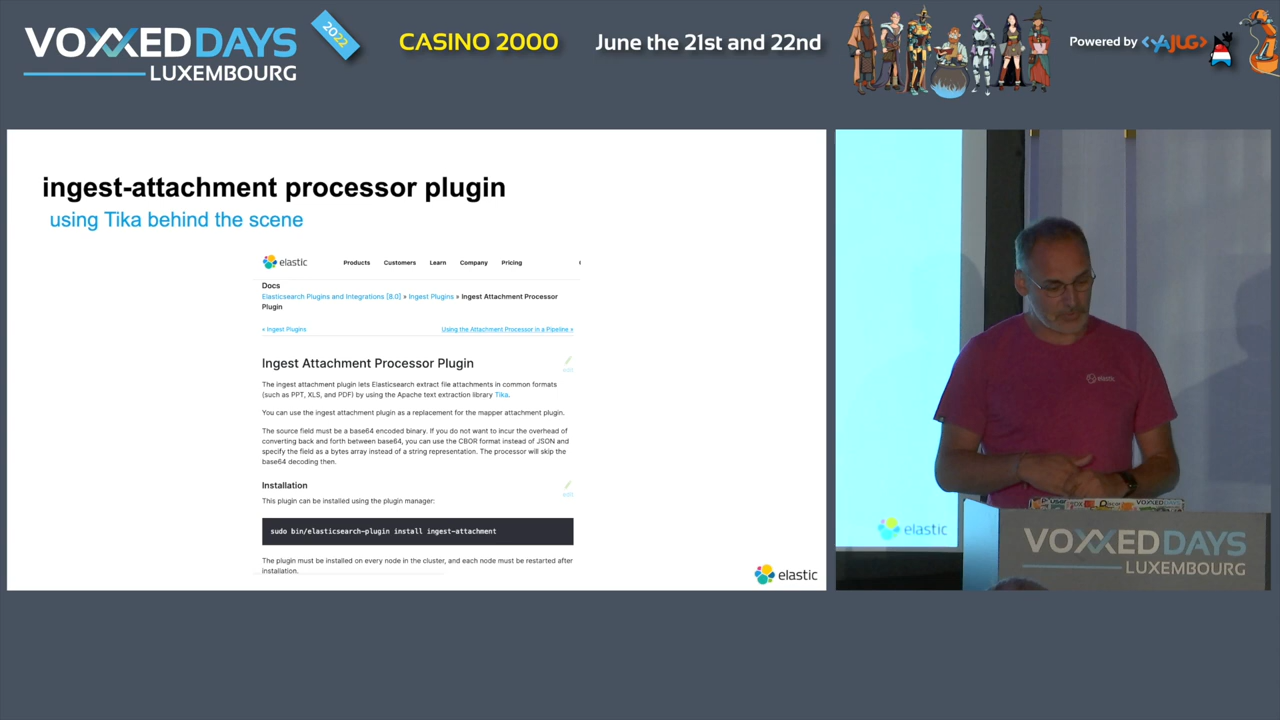 VOXXED DAYS
LUXEMBOURG
2022
CASINO 2000
June the 21st and 22nd
Powered by <YAJUG>
ingest-attachment processor plugin
using Tika behind the scene
elastic
Products Customers Learn Company Pricing
Docs
Elasticsearch Plugins and Integrations [8.0] » Ingest Plugins » Ingest Attachment Processor
Plugin
« Ingest Plugins
Using the Attachment Processor in a Pipeline »
Ingest Attachment Processor Plugin
edit
The ingest attachment plugin lets Elasticsearch extract file attachments in common formats
(such as PPT, XLS, and PDF) by using the Apache text extraction library Tika.
You can use the ingest attachment plugin as a replacement for the mapper attachment plugin.
The source field must be a base64 encoded binary. If you do not want to incur the overhead of
converting back and forth between base64, you can use the CBOR format instead of JSON and
specify the field as a bytes array instead of a string representation. The processor will skip the
base64 decoding then.
Installation
edit
This plugin can be installed using the plugin manager:
sudo bin/elasticsearch-plugin install ingest-attachment
The plugin must be installed on every node in the cluster, and each node must be restarted after
installation.
elastic
elastic
elastic
VOXXED DAYS
LUXEMBOURG